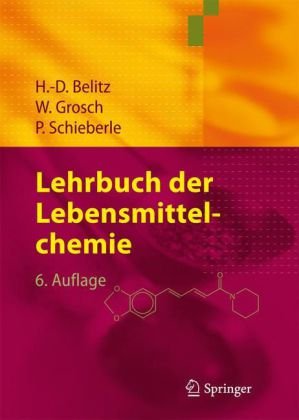 H.-D. Belitz
W. Grosch
P. Schieberle
Lehrbuch der
Lebensmittel-
chemie
6. Auflage
O
O
O
N
Springer